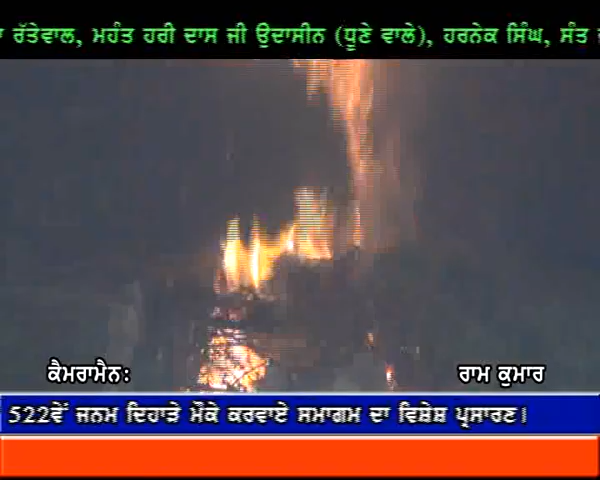 ਰੱਤੇਵਾਲ, ਮਹੰਤ ਹਰੀ ਦਾਸ ਜੀ ਉਦਾਸੀਨ (ਧੂਣੇ ਵਾਲੇ), ਹਰਨੇਕ ਸਿੰਘ, ਸੰਤ
ਕੈਮਰਾਮੈਨ: ਰਾਮ ਕੁਮਾਰ
522ਵੇਂ ਜਨਮ ਦਿਹਾੜੇ ਮੌਕੇ ਕਰਵਾਏ ਸਮਾਗਮ ਦਾ ਵਿਸ਼ੇਸ਼ ਪ੍ਰਸਾਰਣ।